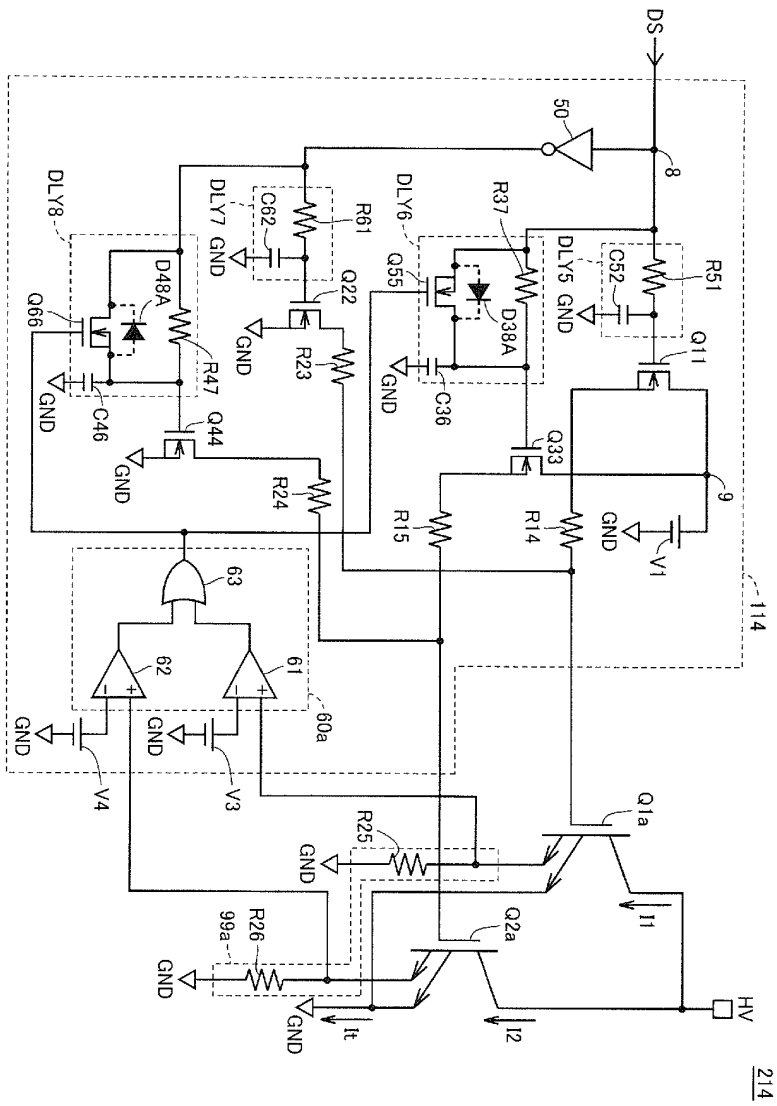 214
HV
DS
8
50
R51
DLY5
C52
GND
Q11
9
V1
GND
114
R14
R37
DLY6
Q55
D38A
C36
GND
Q33
R15
R61
DLY7
C62
GND
Q22
GND
R23
DLY8
D48A
Q66
R47
C46
GND
Q44
GND
R24
63
61
+
-
62
+
-
60a
V3
GND
V4
GND
Q1a
I1
R25
GND
Q2a
I2
R26
99a
GND
GND
It